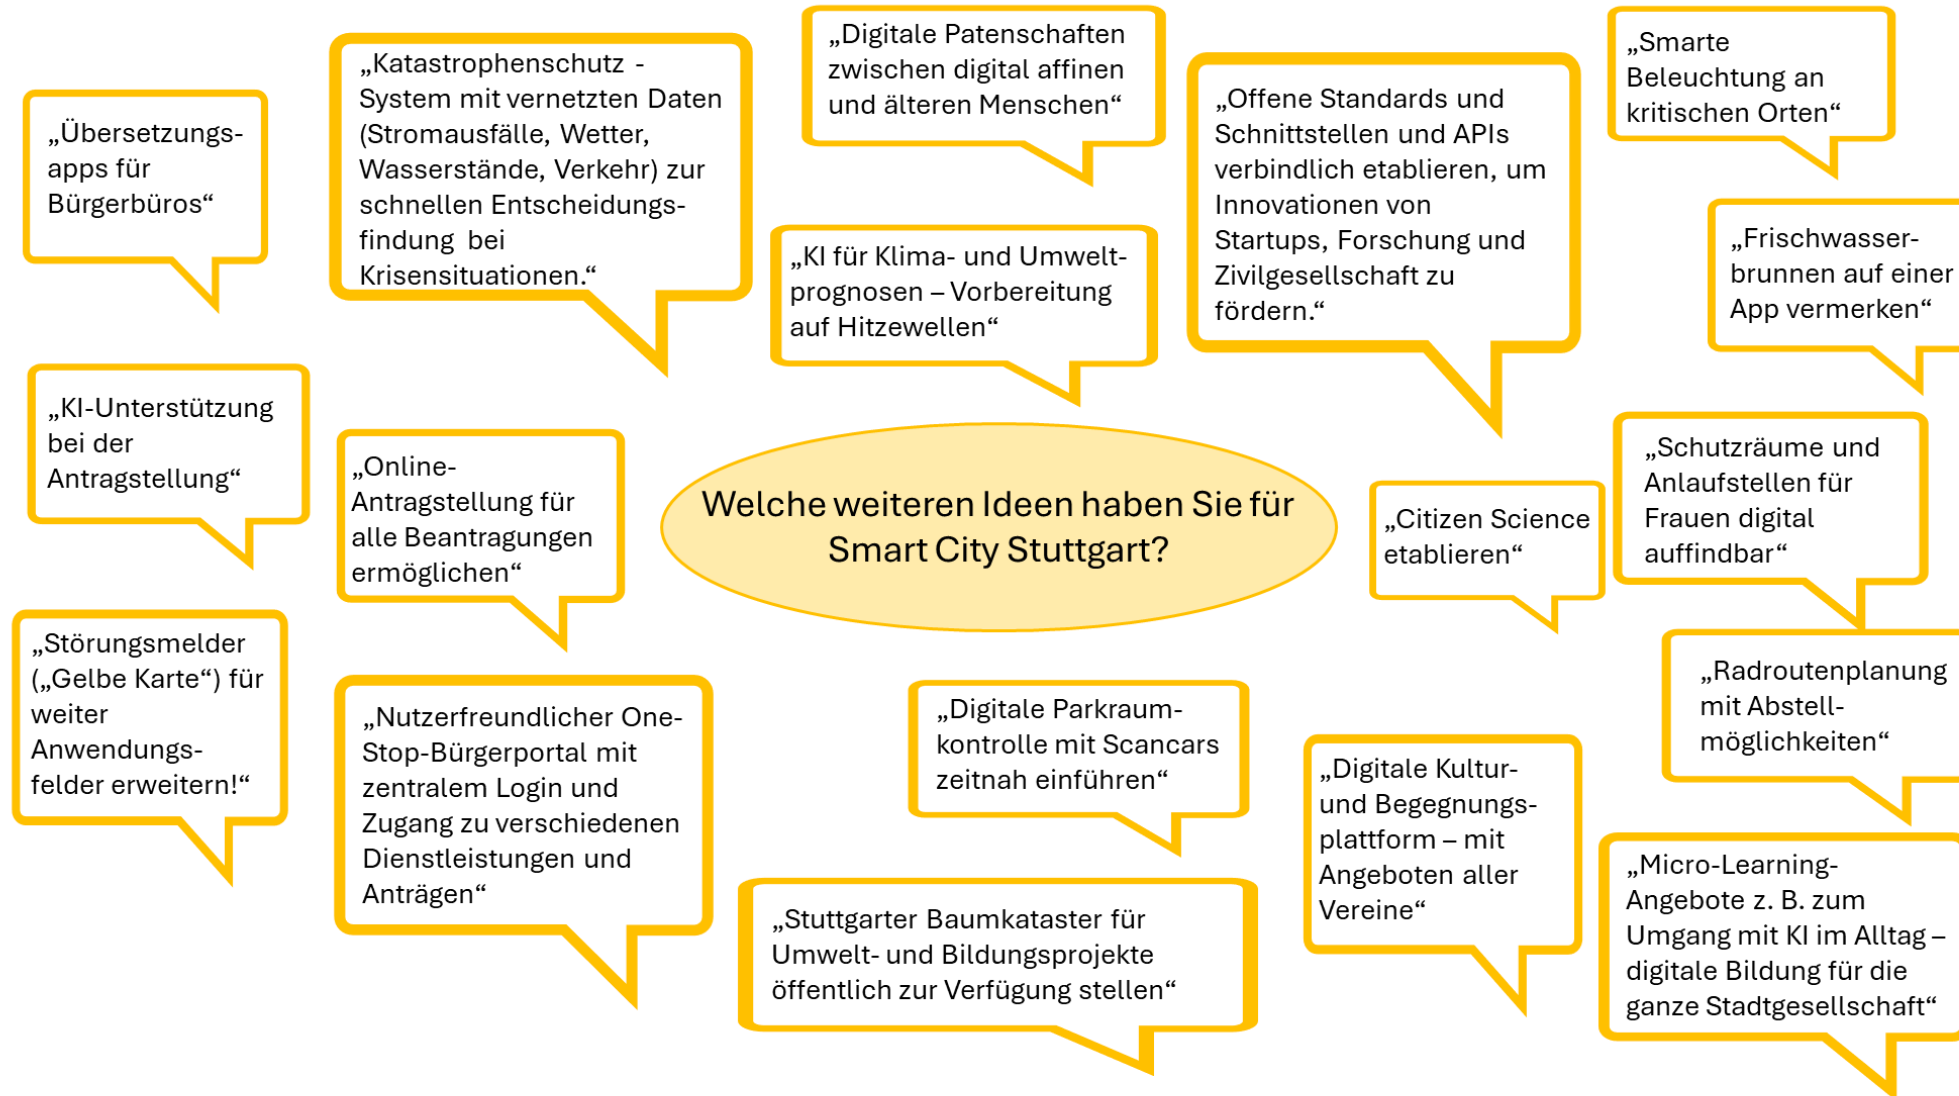 „Übersetzungs-
apps für
Bürgerbüros“
„Katastrophenschutz -
System mit vernetzten Daten
(Stromausfälle, Wetter,
Wasserstände, Verkehr) zur
schnellen Entscheidungs-
findung bei
Krisensituationen.“
„Digitale Patenschaften
zwischen digital affinen
und älteren Menschen“
„Offene Standards und
Schnittstellen und APIs
verbindlich etablieren, um
Innovationen von
Startups, Forschung und
Zivilgesellschaft zu
fördern.“
„Smarte
Beleuchtung an
kritischen Orten“
„KI für Klima- und Umwelt-
prognosen – Vorbereitung
auf Hitzewellen“
„Frischwasser-
brunnen auf einer
App vermerken“
„KI-Unterstützung
bei der
Antragstellung“
„Online-
Antragstellung für
alle Beantragungen
ermöglichen“
Welche weiteren Ideen haben Sie für
Smart City Stuttgart?
„Citizen Science
etablieren“
„Schutzräume und
Anlaufstellen für
Frauen digital
auffindbar“
„Störungsmelder
(„Gelbe Karte“) für
weiter
Anwendungs-
felder erweitern!“
„Nutzerfreundlicher One-
Stop-Bürgerportal mit
zentralem Login und
Zugang zu verschiedenen
Dienstleistungen und
Anträgen“
„Digitale Parkraum-
kontrolle mit Scancars
zeitnah einführen“
„Digitale Kultur-
und Begegnungs-
plattform – mit
Angeboten aller
Vereine“
„Radroutenplanung
mit Abstell-
möglichkeiten“
„Stuttgarter Baumkataster für
Umwelt- und Bildungsprojekte
öffentlich zur Verfügung stellen“
„Micro-Learning-
Angebote z. B. zum
Umgang mit KI im Alltag –
digitale Bildung für die
ganze Stadtgesellschaft“